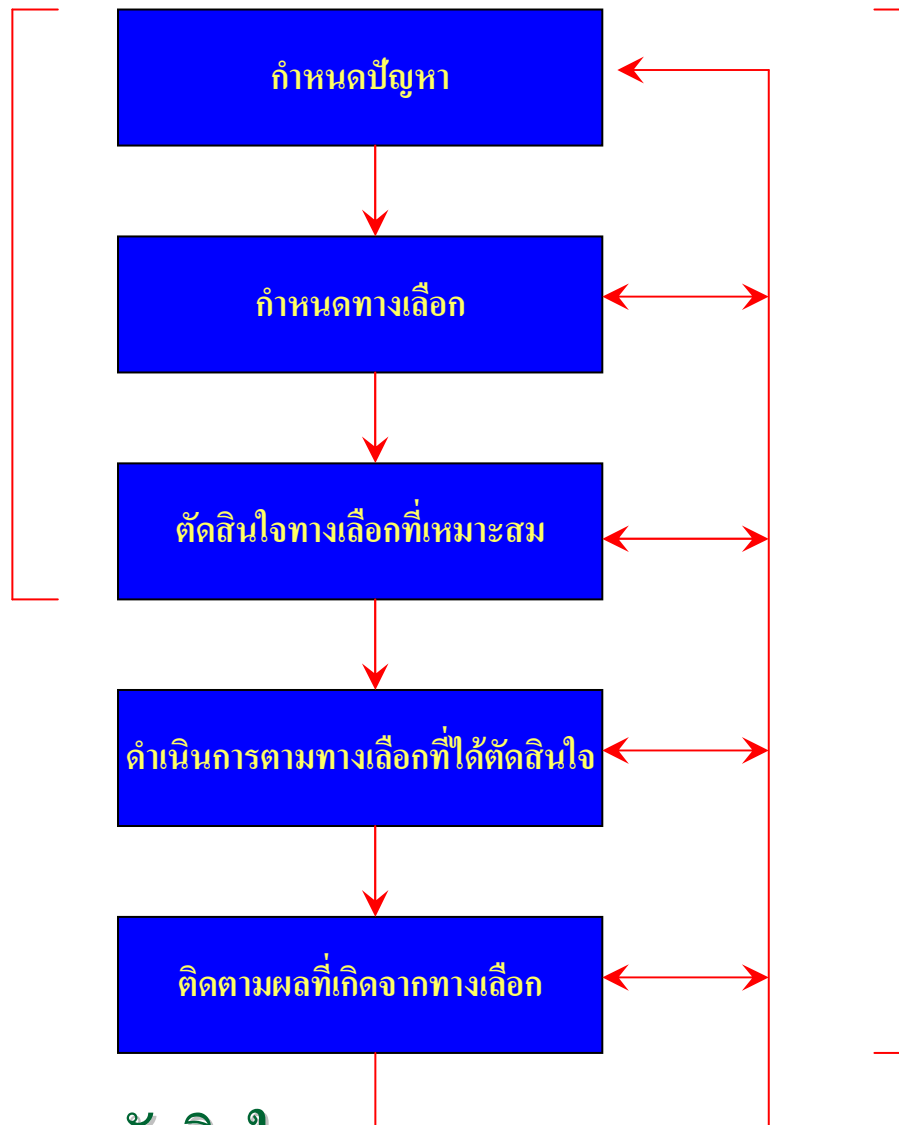 กำหนดปัญหา
กำหนดทางเลือก
ตัดสินใจทางเลือกที่เหมาะสม
ดำเนินการตามทางเลือกที่ได้ตัดสินใจ
ติดตามผลที่เกิดจากทางเลือก